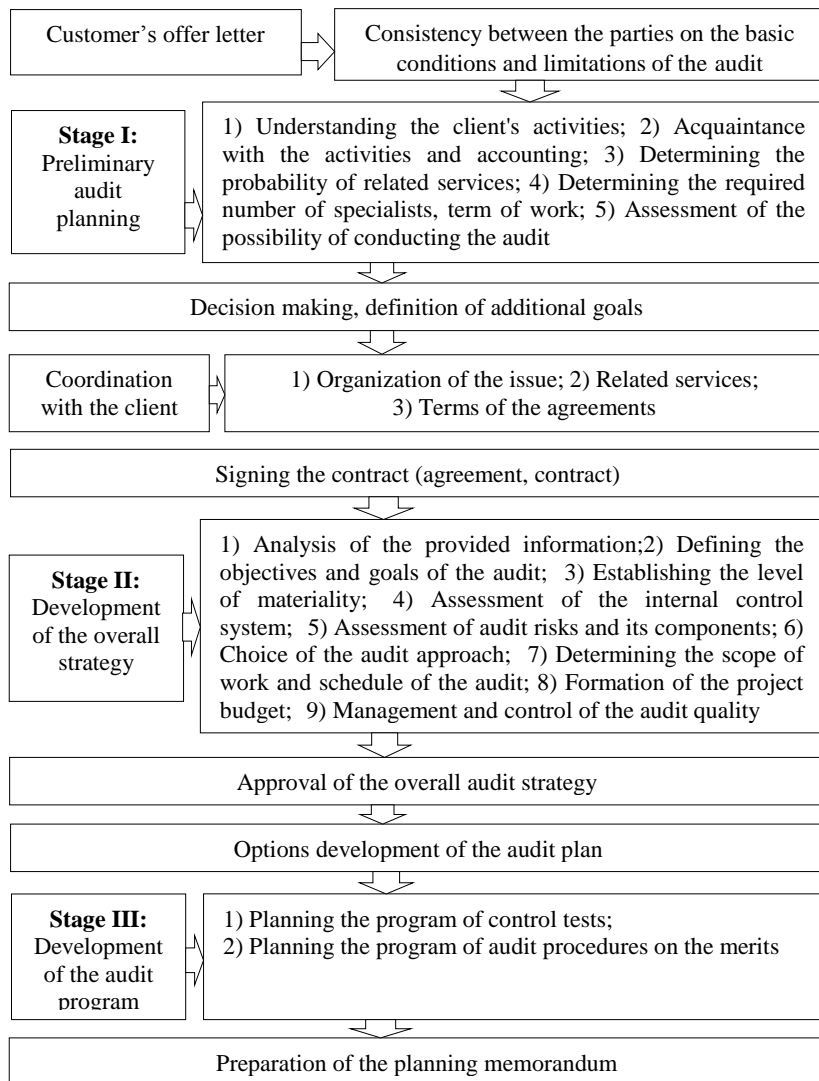 Customer’s offer letter
Consistency between the parties on the basic
conditions and limitations of the audit
Stage I:
Preliminary
audit
planning
1) Understanding the client's activities; 2) Acquaintance
with the activities and accounting; 3) Determining the
probability of related services; 4) Determining the required
number of specialists, term of work; 5) Assessment of the
possibility of conducting the audit
Decision making, definition of additional goals
Coordination
with the client
1) Organization of the issue; 2) Related services;
3) Terms of the agreements
Signing the contract (agreement, contract)
Stage II:
Development
of the overall
strategy
1) Analysis of the provided information;2) Defining the
objectives and goals of the audit; 3) Establishing the level
of materiality; 4) Assessment of the internal control
system; 5) Assessment of audit risks and its components; 6)
Choice of the audit approach; 7) Determining the scope of
work and schedule of the audit; 8) Formation of the project
budget; 9) Management and control of the audit quality
Approval of the overall audit strategy
Options development of the audit plan
Stage III:
Development
of the audit
program
1) Planning the program of control tests;
2) Planning the program of audit procedures on the merits
Preparation of the planning memorandum